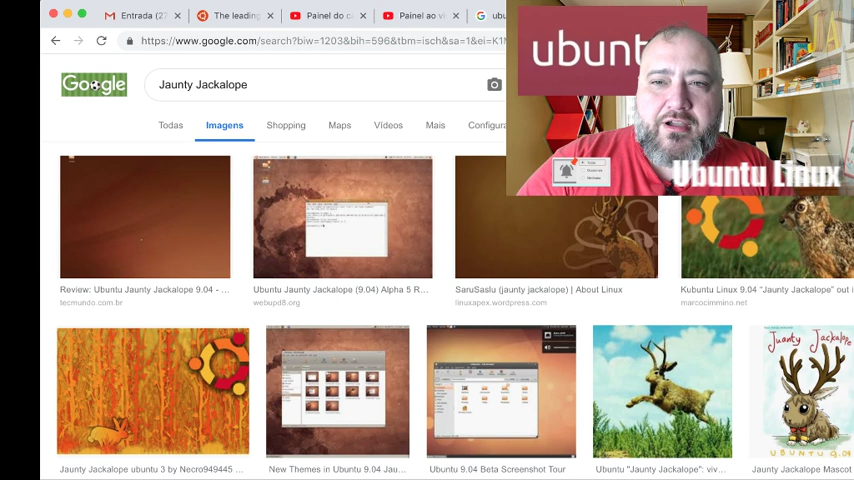 Entrada (27
The leading
Painel do ca
Painel ao vi
ubu
https://www.google.com/search?biw=1203&bih=596&tbm=isch&sa=1&ei=K1
ubunt
Google
Jaunty Jackalope
Todas
Imagens
Shopping
Maps
Vídeos
Mais
Configura
Ubuntu Linux
Review: Ubuntu Jaunty Jackalope 9.04 - ...
tecmundo.com.br
Ubuntu Jaunty Jackalope (9.04) Alpha 5 R...
webupd8.org
SaruSaslu (jaunty jackalope) | About Linux
linuxapex.wordpress.com
Kubuntu Linux 9.04 "Jaunty Jackalope" out i
marcocimmino.net
Jaunty Jackalope
UBUNTU 9.04
Jaunty Jackalope ubuntu 3 by Necro949445 ...
New Themes in Ubuntu 9.04 Jau...
Ubuntu 9.04 Beta Screenshot Tour
Ubuntu "Jaunty Jackalope": viv...
Jaunty Jackalope Mascot